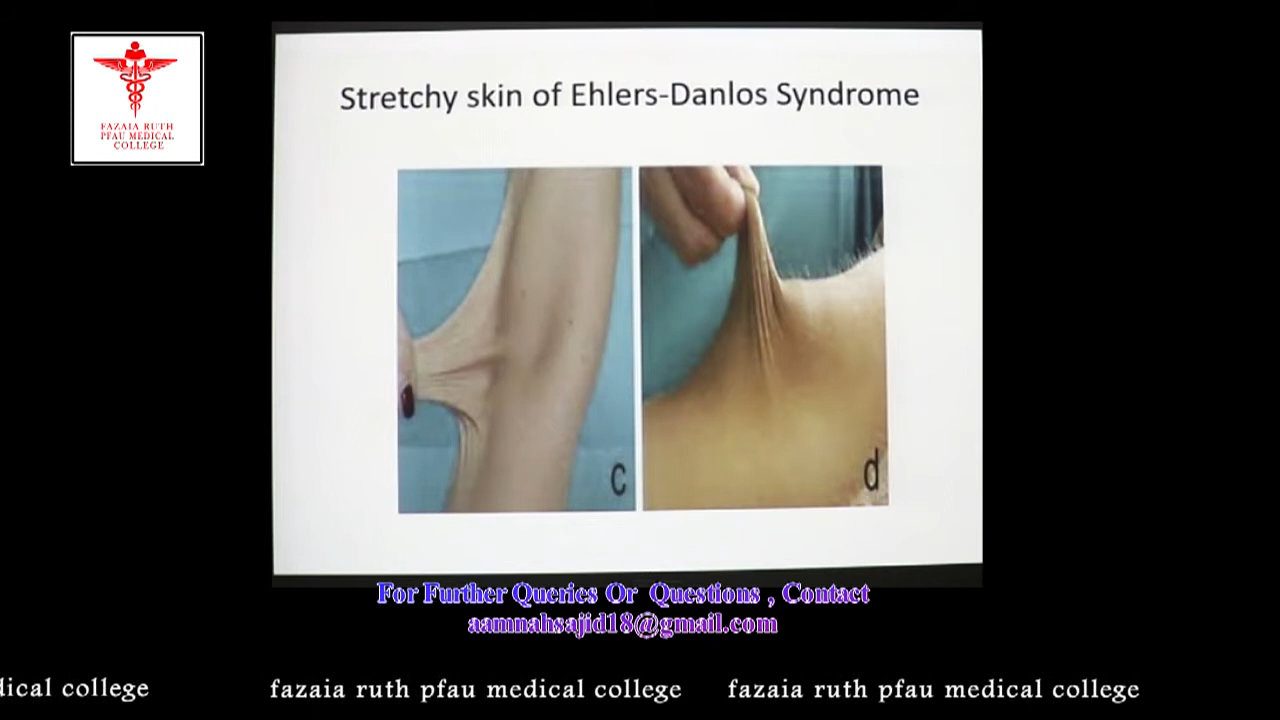 FAZAIA RUTH
PFAU MEDICAL
COLLEGE
Stretchy skin of Ehlers-Danlos Syndrome
c
d
For Further Queries Or Questions , Contact
aamnahsajid18@gmail.com
dical college fazaia ruth pfau medical college fazaia ruth pfau medical college